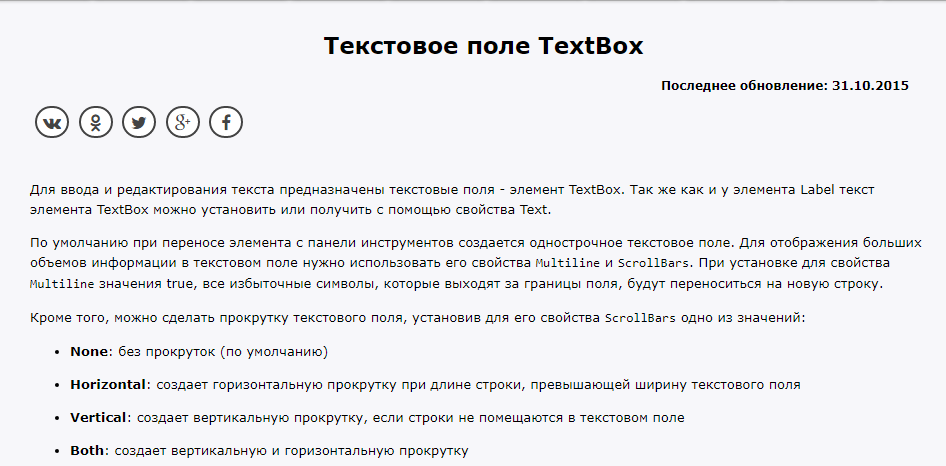 Текстовое поле TextBox
Последнее обновление: 31.10.2015
Для ввода и редактирования текста предназначены текстовые поля - элемент TextBox. Так же как и у элемента Label текст
элемента TextBox можно установить или получить с помощью свойства Text.
По умолчанию при переносе элемента с панели инструментов создается однострочное текстовое поле. Для отображения больших
объемов информации в текстовом поле нужно использовать его свойства Multiline и ScrollBars. При установке для свойства
Multiline значения true, все избыточные символы, которые выходят за границы поля, будут переноситься на новую строку.
Кроме того, можно сделать прокрутку текстового поля, установив для его свойства ScrollBars одно из значений:
• None: без прокруток (по умолчанию)
• Horizontal: создает горизонтальную прокрутку при длине строки, превышающей ширину текстового поля
• Vertical: создает вертикальную прокрутку, если строки не помещаются в текстовом поле
• Both: создает вертикальную и горизонтальную прокрутку